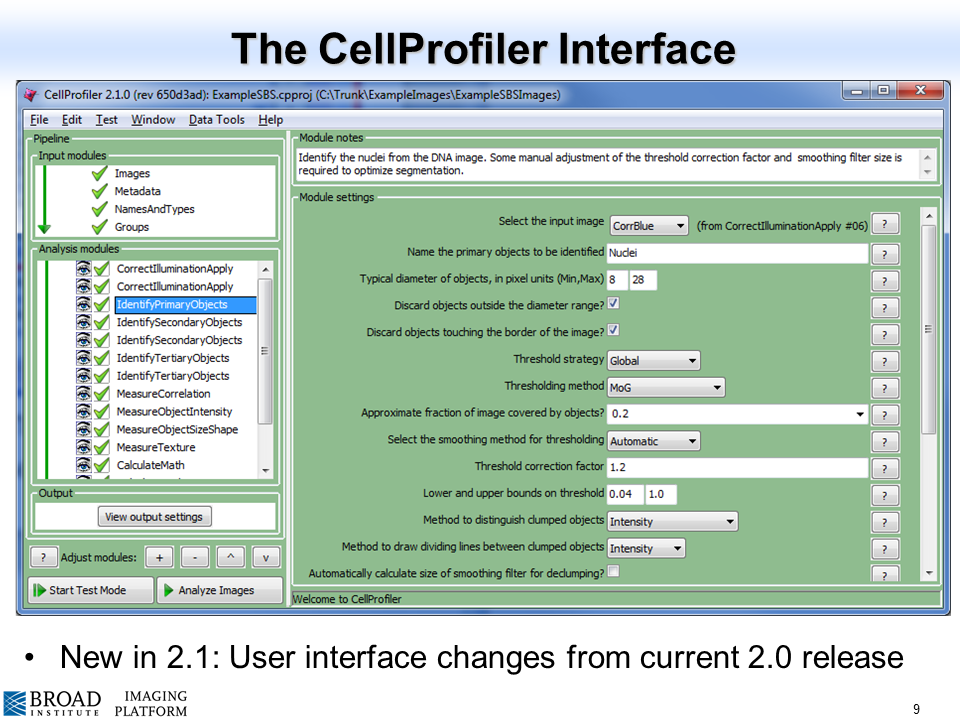 The CellProfiler Interface
CellProfiler 2.1.0 (rev 650d3ad): ExampleSBS.cpproj (C:\Trunk\ExampleImages\ExampleSBSImages)
File Edit Test Window Data Tools Help
Pipeline
Input modules
Images
Metadata
NamesAndTypes
Groups
Analysis modules
CorrectIlluminationApply
CorrectIlluminationApply
IdentifyPrimaryObjects
IdentifySecondaryObjects
IdentifySecondaryObjects
IdentifyTertiaryObjects
IdentifyTertiaryObjects
MeasureCorrelation
MeasureObjectIntensity
MeasureObjectSizeShape
MeasureTexture
CalculateMath
Output
View output settings
? Adjust modules: + - ^ v
Start Test Mode Analyze Images
Module notes
Identify the nuclei from the DNA image. Some manual adjustment of the threshold correction factor and smoothing filter size is
required to optimize segmentation.
Module settings
Select the input image CorrBlue (from CorrectIlluminationApply #06) ?
Name the primary objects to be identified Nuclei ?
Typical diameter of objects, in pixel units (Min,Max) 8 28 ?
Discard objects outside the diameter range? ?
Discard objects touching the border of the image? ?
Threshold strategy Global ?
Thresholding method MoG ?
Approximate fraction of image covered by objects? 0.2 ?
Select the smoothing method for thresholding Automatic ?
Threshold correction factor 1.2 ?
Lower and upper bounds on threshold 0.04 1.0 ?
Method to distinguish clumped objects Intensity ?
Method to draw dividing lines between clumped objects Intensity ?
Automatically calculate size of smoothing filter for declumping? ?
Welcome to CellProfiler
• New in 2.1: User interface changes from current 2.0 release
BROAD
INSTITUTE
IMAGING
PLATFORM
9